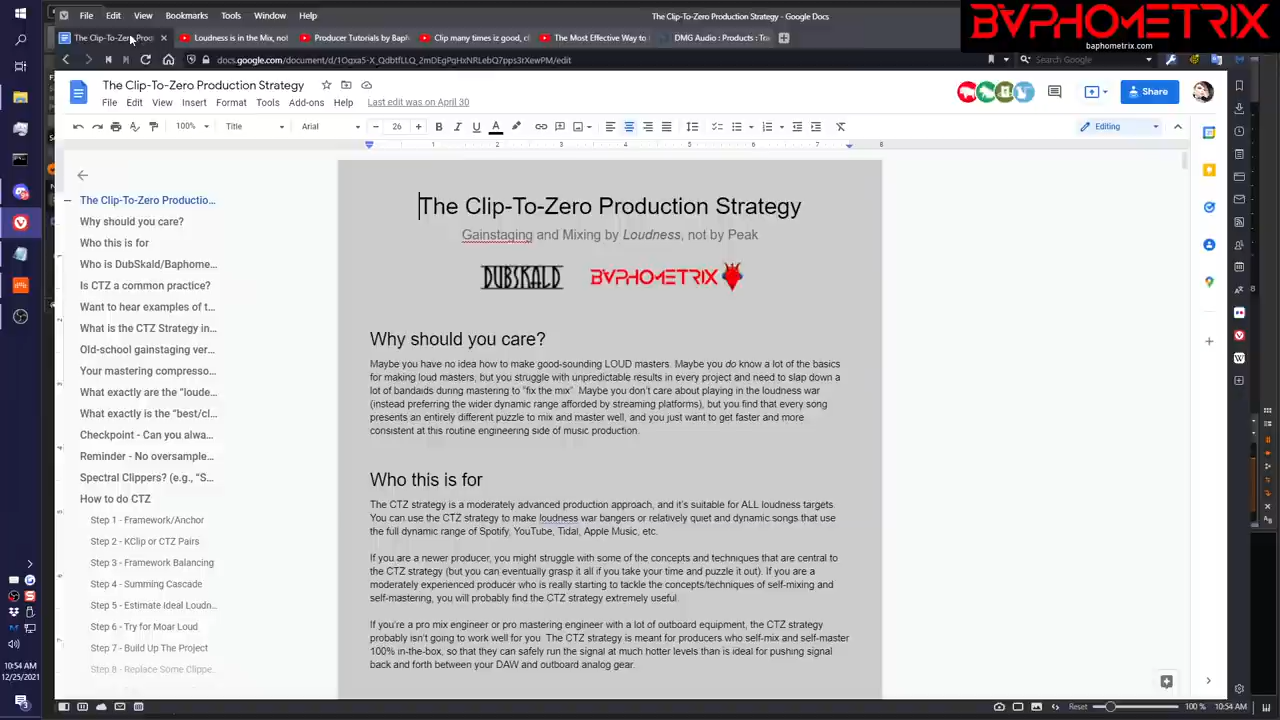 File Edit View Bookmarks Tools Window Help
The Clip-To-Zero Production Strategy - Google Docs
BAPHOMETRIX
baphometrix.com
The Clip-To-Zero Prod
Loudness is in the Mix, not
Producer Tutorials by Bap
Clip many times iz good, cl
The Most Effective Way to
DMG Audio : Products : Tra
Search Google
The Clip-To-Zero Production Strategy
File Edit View Insert Format Tools Add-ons Help Last edit was on April 30
Share
100% Title Arial 26 Editing
1 2 3 4 5 6 7 8
The Clip-To-Zero Productio...
Why should you care?
Who this is for
Who is DubSkald/Baphome...
Is CTZ a common practice?
Want to hear examples of t...
What is the CTZ Strategy in...
Old-school gainstaging ver...
Your mastering compresso...
What exactly are the “loude...
What exactly is the “best/cl...
Checkpoint - Can you alwa...
Reminder - No oversample...
Spectral Clippers? (e.g., “S...
How to do CTZ
Step 1 - Framework/Anchor
Step 2 - KClip or CTZ Pairs
Step 3 - Framework Balancing
Step 4 - Summing Cascade
Step 5 - Estimate Ideal Loudn...
Step 6 - Try for Moar Loud
Step 7 - Build Up The Project
Step 8 - Replace Some Clippe...
The Clip-To-Zero Production Strategy
Gainstaging and Mixing by Loudness, not by Peak
DUBSKALD BAPHOMETRIX
Why should you care?
Maybe you have no idea how to make good-sounding LOUD masters. Maybe you do know a lot of the basics
for making loud masters, but you struggle with unpredictable results in every project and need to slap down a
lot of bandaids during mastering to “fix the mix”. Maybe you don’t care about playing in the loudness war
(instead preferring the wider dynamic range afforded by streaming platforms), but you find that every song
presents an entirely different puzzle to mix and master well, and you just want to get faster and more
consistent at this routine engineering side of music production.
Who this is for
The CTZ strategy is a moderately advanced production approach, and it’s suitable for ALL loudness targets.
You can use the CTZ strategy to make loudness war bangers or relatively quiet and dynamic songs that use
the full dynamic range of Spotify, YouTube, Tidal, Apple Music, etc.
If you are a newer producer, you might struggle with some of the concepts and techniques that are central to
the CTZ strategy (but you can eventually grasp it all if you take your time and puzzle it out). If you are a
moderately experienced producer who is really starting to tackle the concepts/techniques of self-mixing and
self-mastering, you will probably find the CTZ strategy extremely useful.
If you’re a pro mix engineer or pro mastering engineer with a lot of outboard equipment, the CTZ strategy
probably isn’t going to work well for you. The CTZ strategy is meant for producers who self-mix and self-master
100% in-the-box, so that they can safely run the signal at much hotter levels than is ideal for pushing signal
back and forth between your DAW and outboard analog gear.
10:54 AM
12/25/2021
Reset 100% 10:54 AM